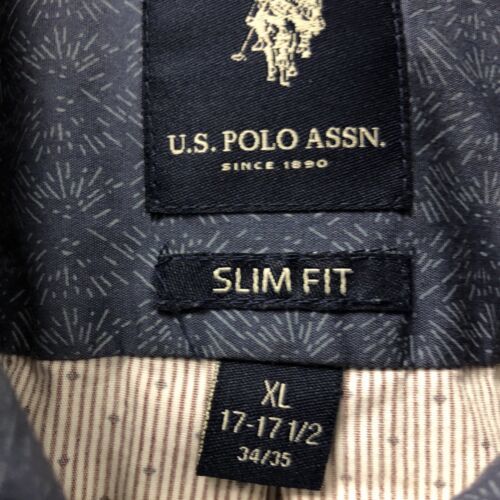 U.S. POLO ASSN.
SINCE 1890
SLIM FIT
XL
17-17 1/2
34/35